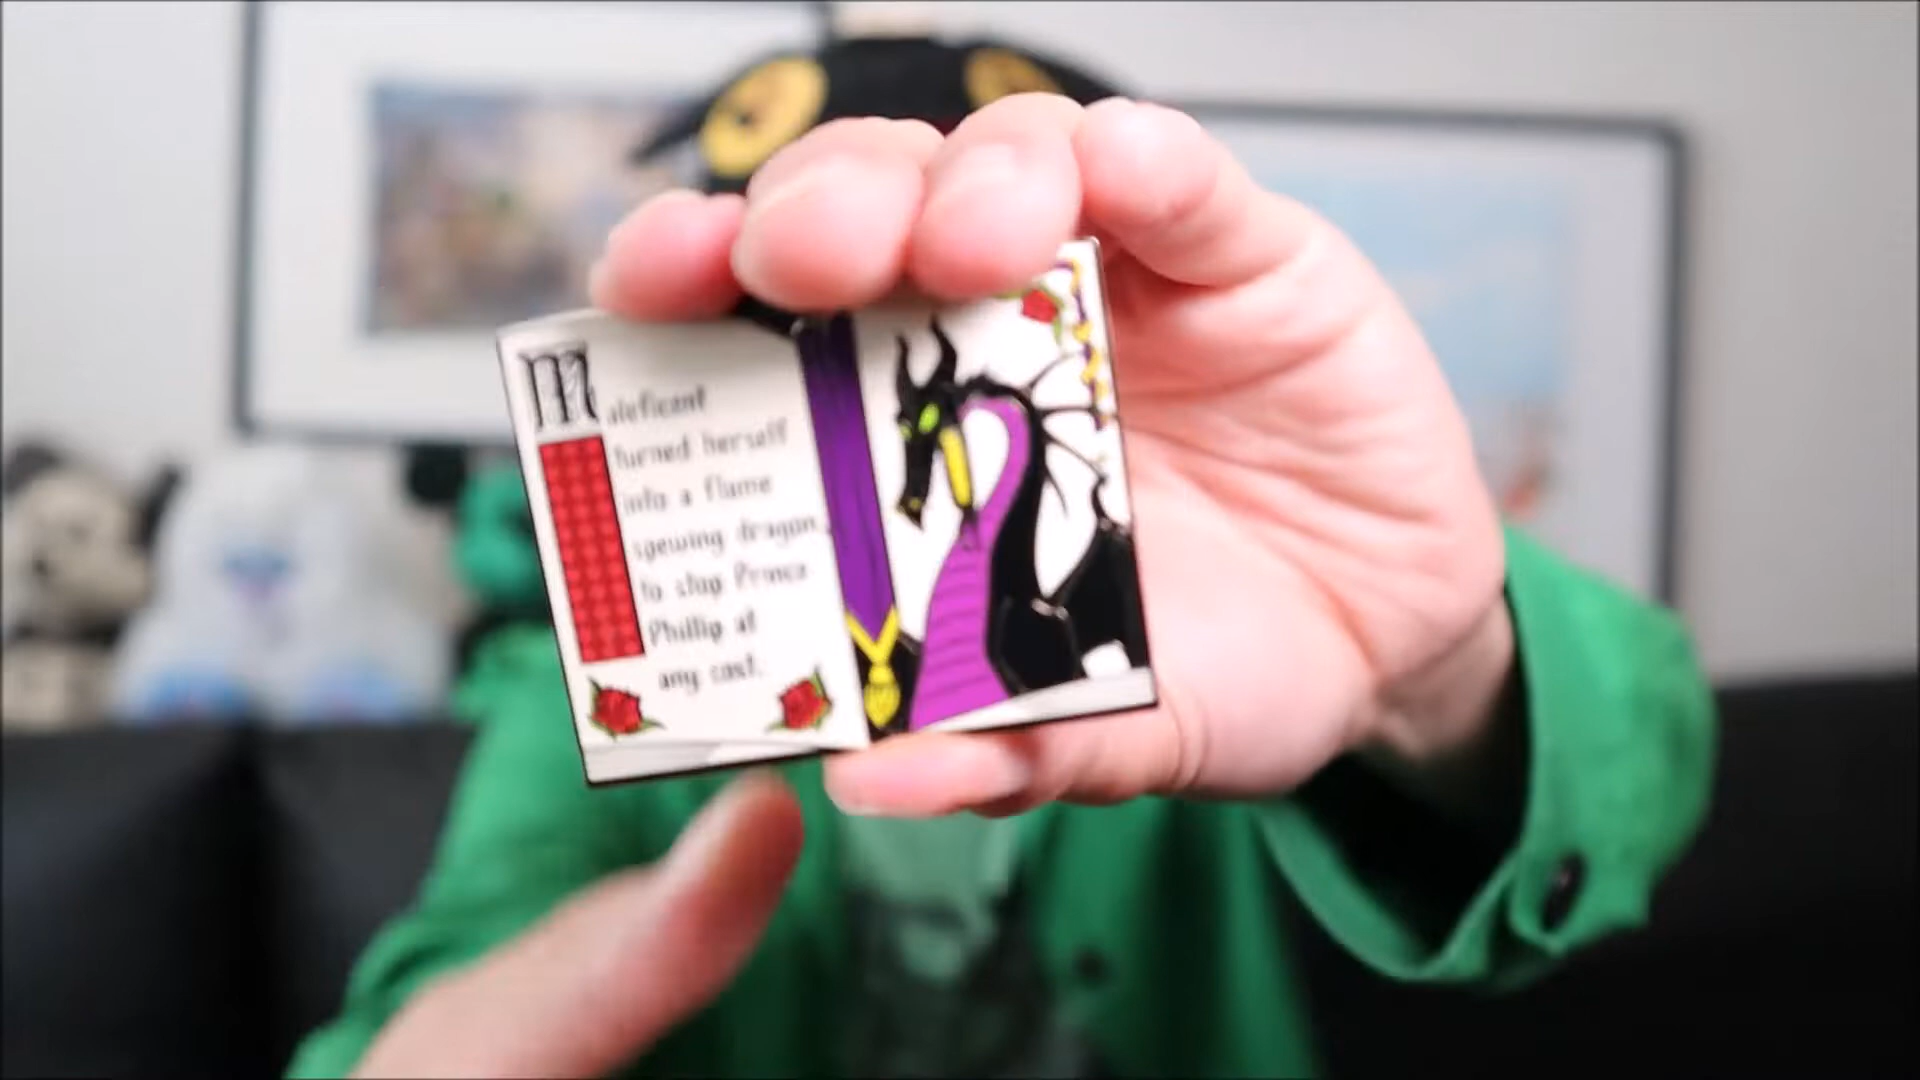 Maleficent
turned herself
into a flame
spewing dragon
to stop Prince
Phillip at
any cost.